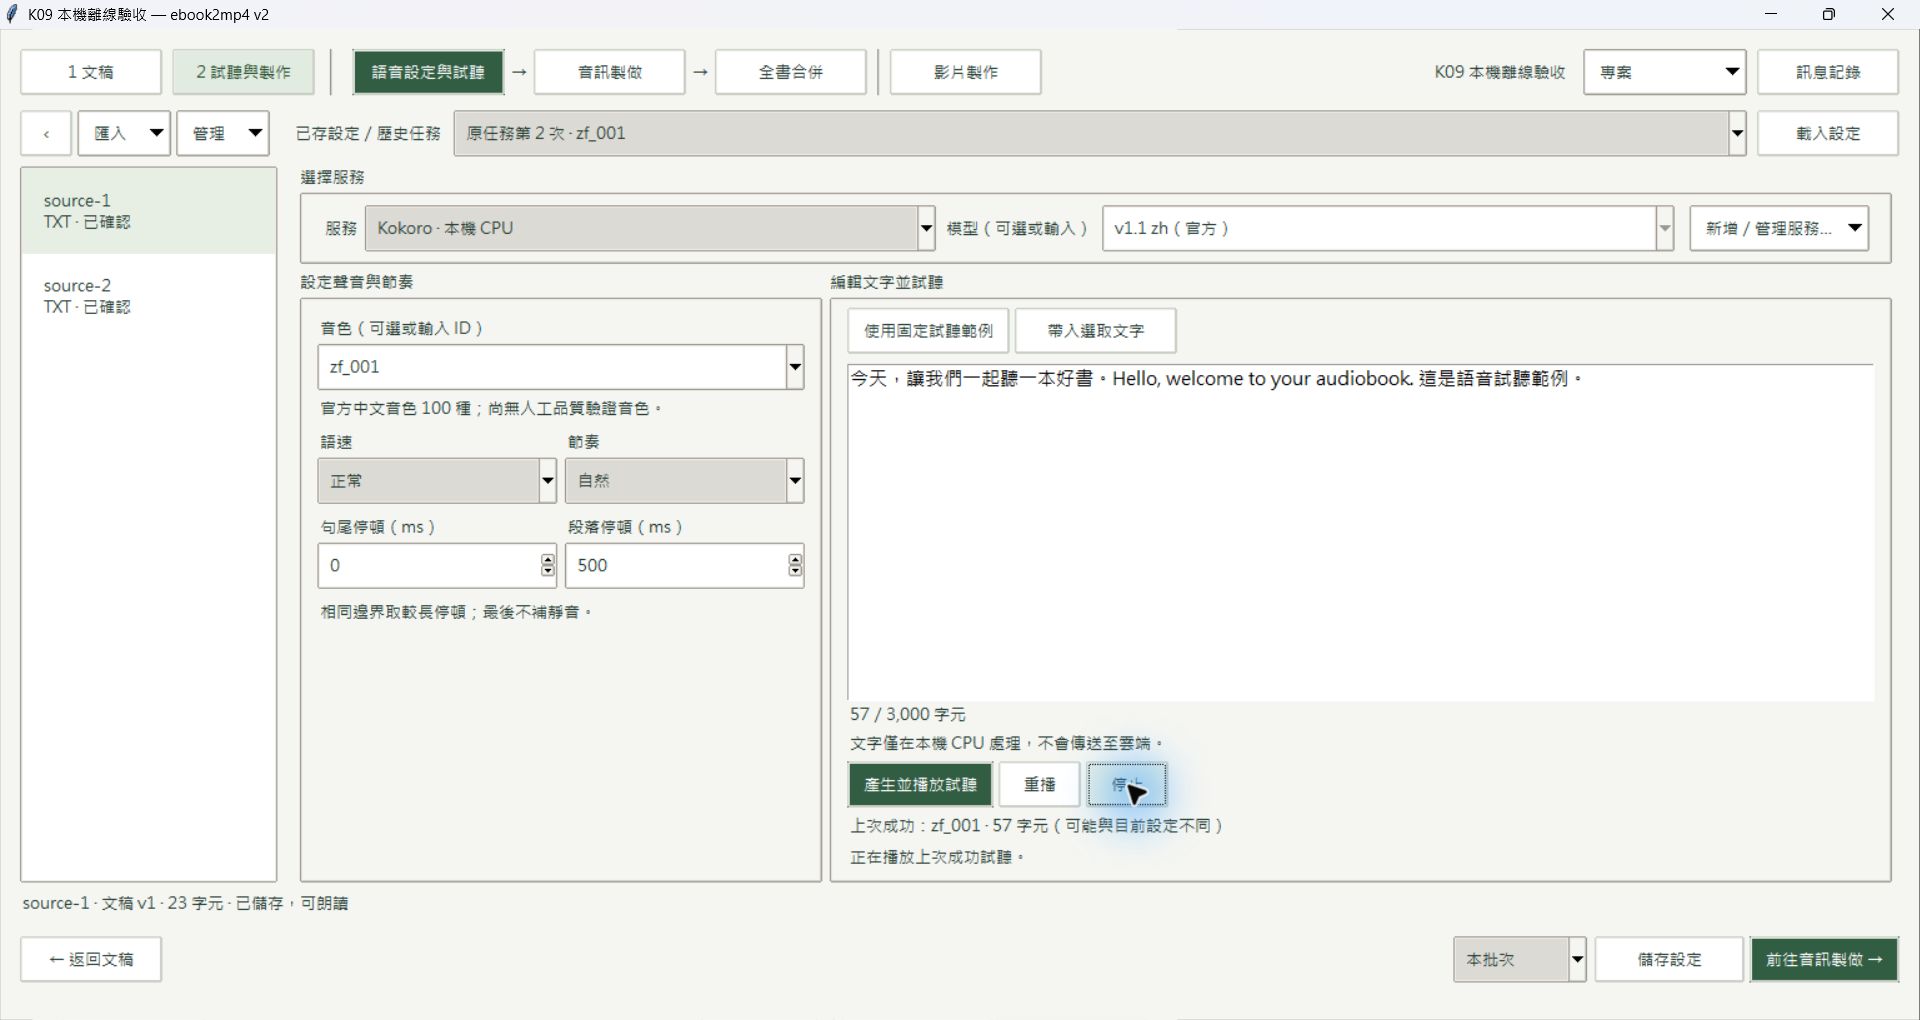 K09 本機離線驗收 — ebook2mp4 v2
1 文稿
2 試聽與製作
語音設定與試聽
→
音訊製做
→
全書合併
影片製作
K09 本機離線驗收
專案
訊息記錄
‹
匯入
管理
已存設定 / 歷史任務
原任務第 2 次 · zf_001
載入設定
source-1
TXT · 已確認
source-2
TXT · 已確認
選擇服務
服務
Kokoro · 本機 CPU
模型（可選或輸入）
v1.1 zh（官方）
新增 / 管理服務...
設定聲音與節奏
音色（可選或輸入 ID）
zf_001
官方中文音色 100 種；尚無人工品質驗證音色。
語速
節奏
正常
自然
句尾停頓（ms）
段落停頓（ms）
0
500
相同邊界取較長停頓；最後不補靜音。
編輯文字並試聽
使用固定試聽範例
帶入選取文字
今天，讓我們一起聽一本好書。Hello, welcome to your audiobook. 這是語音試聽範例。
57 / 3,000 字元
文字僅在本機 CPU 處理，不會傳送至雲端。
產生並播放試聽
重播
停止
上次成功：zf_001 · 57 字元（可能與目前設定不同）
正在播放上次成功試聽。
source-1 · 文稿 v1 · 23 字元 · 已儲存，可朗讀
← 返回文稿
本批次
儲存設定
前往音訊製做 →